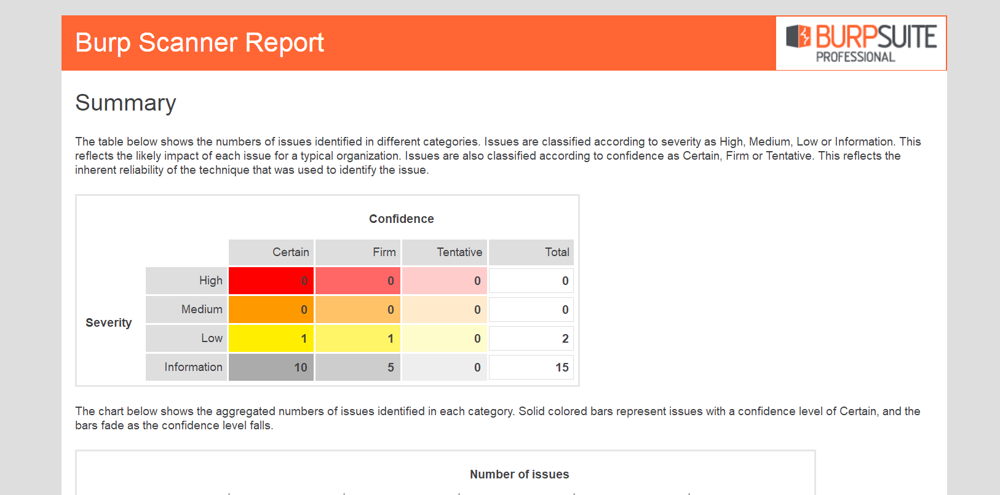 Burp Scanner Report
BURPSUITE
PROFESSIONAL
Summary
The table below shows the numbers of issues identified in different categories. Issues are classified according to severity as High, Medium, Low or Information. This
reflects the likely impact of each issue for a typical organization. Issues are also classified according to confidence as Certain, Firm or Tentative. This reflects the
inherent reliability of the technique that was used to identify the issue.
Confidence
Certain Firm Tentative Total
High 0 0 0 0
Medium 0 0 0 0
Severity
Low 1 1 0 2
Information 10 5 0 15
The chart below shows the aggregated numbers of issues identified in each category. Solid colored bars represent issues with a confidence level of Certain, and the
bars fade as the confidence level falls.
Number of issues